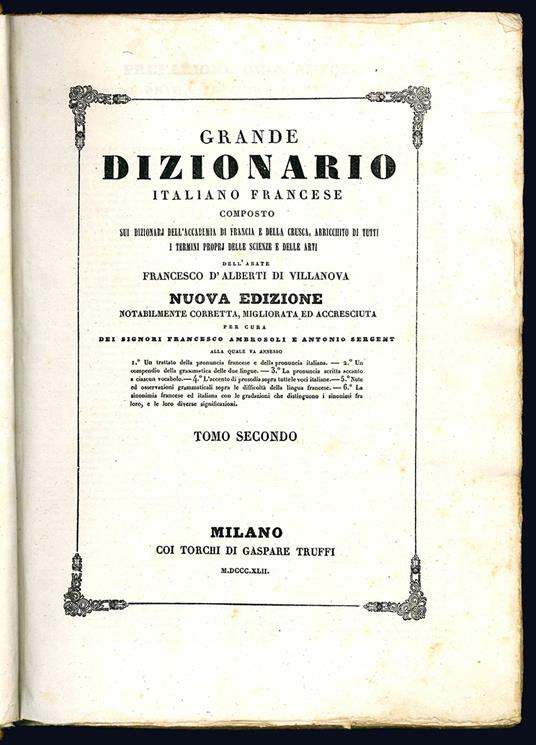 GRANDE
DIZIONARIO
ITALIANO FRANCESE
COMPOSTO
SUI DIZIONARJ DELL'ACCADEMIA DI FRANCIA E DELLA CRUSCA, ARRICCHITO DI TUTTI
I TERMINI PROPRJ DELLE SCIENZE E DELLE ARTI
DELL'ABATE
FRANCESCO D'ALBERTI DI VILLANOVA
NUOVA EDIZIONE
NOTABILMENTE CORRETTA, MIGLIORATA ED ACCRESCIUTA
PER CURA
DEI SIGNORI FRANCESCO AMBROSOLI E ANTONIO SERGENT
ALLA QUALE VA ANNESSO
1.º Un trattato della pronuncia francese e della pronuncia italiana. — 2.º Un
compendio della grammatica delle due lingue. — 3.º La pronuncia scritta accanto
a ciascun vocabolo. — 4.º L'accento di prosodia sopra tutte le voci italiane. — 5.º Note
ed osservazioni grammaticali sopra le difficoltà della lingua francese. — 6.º La
sinonimia francese ed italiana con le gradazioni che distinguono i sinonimi fra
loro, e le loro diverse significazioni.
TOMO SECONDO
MILANO
COI TORCHI DI GASPARE TRUFFI
M.DCCC.XLII.